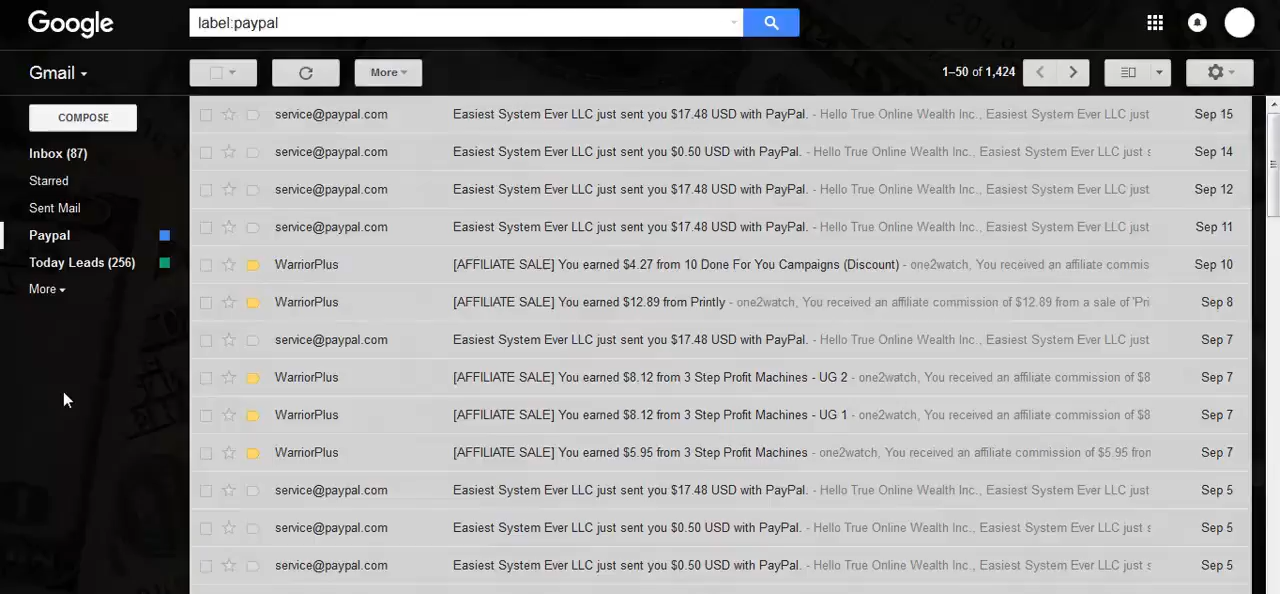 Google
label:paypal
Gmail
More
1–50 of 1,424
COMPOSE
Inbox (87)
Starred
Sent Mail
Paypal
Today Leads (256)
More
service@paypal.com Easiest System Ever LLC just sent you $17.48 USD with PayPal. - Hello True Online Wealth Inc., Easiest System Ever LLC just Sep 15
service@paypal.com Easiest System Ever LLC just sent you $0.50 USD with PayPal. - Hello True Online Wealth Inc., Easiest System Ever LLC just s Sep 14
service@paypal.com Easiest System Ever LLC just sent you $17.48 USD with PayPal. - Hello True Online Wealth Inc., Easiest System Ever LLC just Sep 12
service@paypal.com Easiest System Ever LLC just sent you $17.48 USD with PayPal. - Hello True Online Wealth Inc., Easiest System Ever LLC just Sep 11
WarriorPlus [AFFILIATE SALE] You earned $4.27 from 10 Done For You Campaigns (Discount) - one2watch, You received an affiliate commis Sep 10
WarriorPlus [AFFILIATE SALE] You earned $12.89 from Printly - one2watch, You received an affiliate commission of $12.89 from a sale of 'Pri Sep 8
service@paypal.com Easiest System Ever LLC just sent you $17.48 USD with PayPal. - Hello True Online Wealth Inc., Easiest System Ever LLC just Sep 7
WarriorPlus [AFFILIATE SALE] You earned $8.12 from 3 Step Profit Machines - UG 2 - one2watch, You received an affiliate commission of $8 Sep 7
WarriorPlus [AFFILIATE SALE] You earned $8.12 from 3 Step Profit Machines - UG 1 - one2watch, You received an affiliate commission of $8 Sep 7
WarriorPlus [AFFILIATE SALE] You earned $5.95 from 3 Step Profit Machines - one2watch, You received an affiliate commission of $5.95 from Sep 7
service@paypal.com Easiest System Ever LLC just sent you $17.48 USD with PayPal. - Hello True Online Wealth Inc., Easiest System Ever LLC just Sep 5
service@paypal.com Easiest System Ever LLC just sent you $0.50 USD with PayPal. - Hello True Online Wealth Inc., Easiest System Ever LLC just s Sep 5
service@paypal.com Easiest System Ever LLC just sent you $0.50 USD with PayPal. - Hello True Online Wealth Inc., Easiest System Ever LLC just s Sep 5